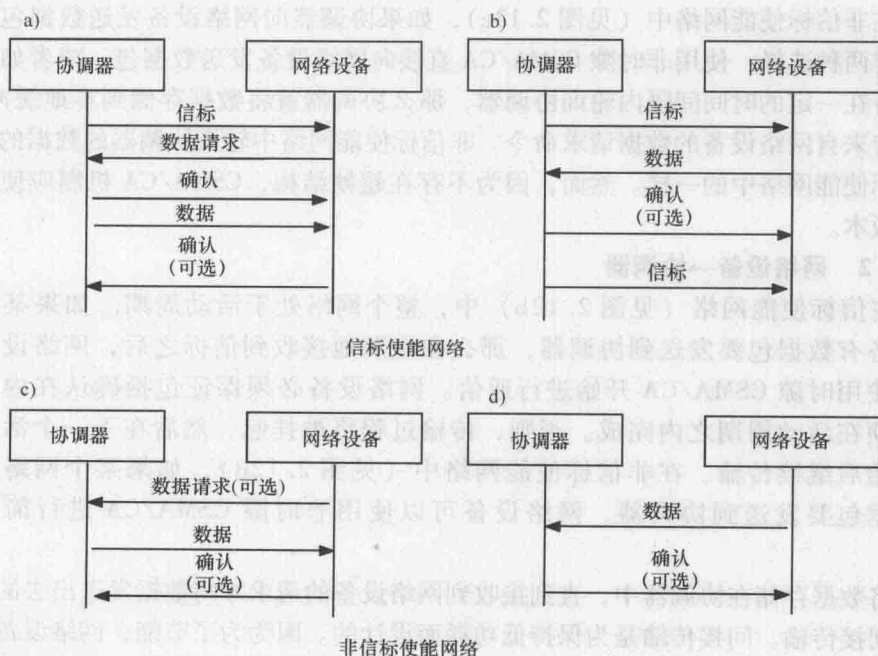 a)
协调器
网络设备
信标
数据请求
确认
数据
确认
(可选)
b)
协调器
网络设备
信标
数据
确认
(可选)
信标
信标使能网络
c)
协调器
网络设备
数据请求(可选)
数据
确认
(可选)
d)
协调器
网络设备
数据
确认
(可选)
非信标使能网络